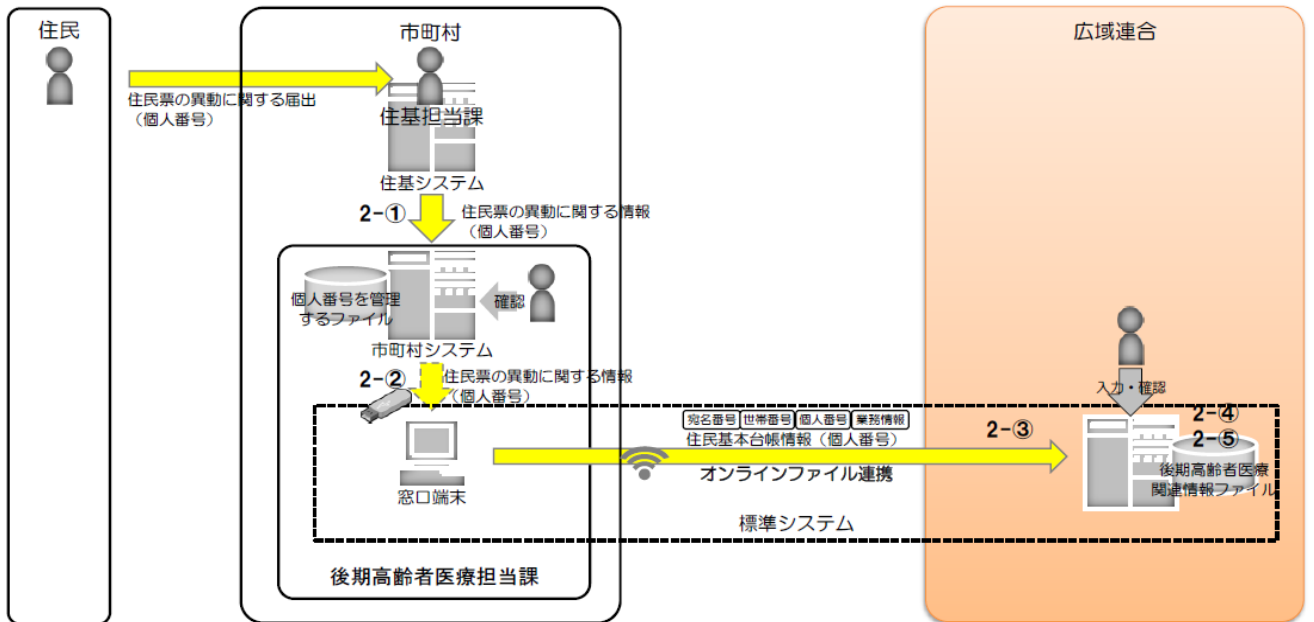 住民
市町村
広域連合
住民票の異動に関する届出
（個人番号）
住基担当課
住基システム
2-①
住民票の異動に関する情報
（個人番号）
個人番号を管理
するファイル
確認
市町村システム
2-②
住民票の異動に関する情報
（個人番号）
入力・確認
宛名番号 世帯番号 個人番号 業務情報
住民基本台帳情報（個人番号）
2-③
2-④
2-⑤
オンラインファイル連携
後期高齢者医療
関連情報ファイル
窓口端末
標準システム
後期高齢者医療担当課